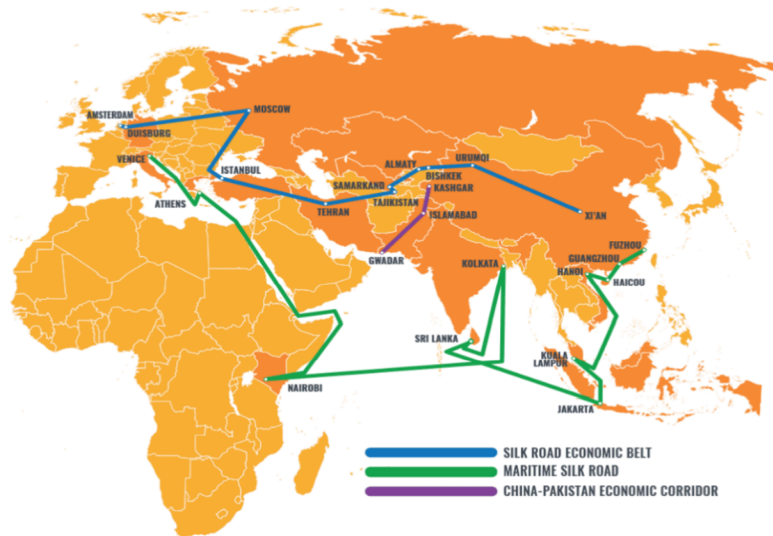 AMSTERDAM
DUISBURG
MOSCOW
VENICE
ISTANBUL
ATHENS
TEHRAN
SAMARKAND
TAJIKISTAN
ALMATY
BISHKEK
KASHGAR
URUMQI
ISLAMABAD
GWADAR
XI'AN
FUZHOU
GUANGZHOU
HANOI
HAICOU
KOLKATA
SRI LANKA
KUALA
LAMPUR
JAKARTA
NAIROBI
SILK ROAD ECONOMIC BELT
MARITIME SILK ROAD
CHINA-PAKISTAN ECONOMIC CORRIDOR